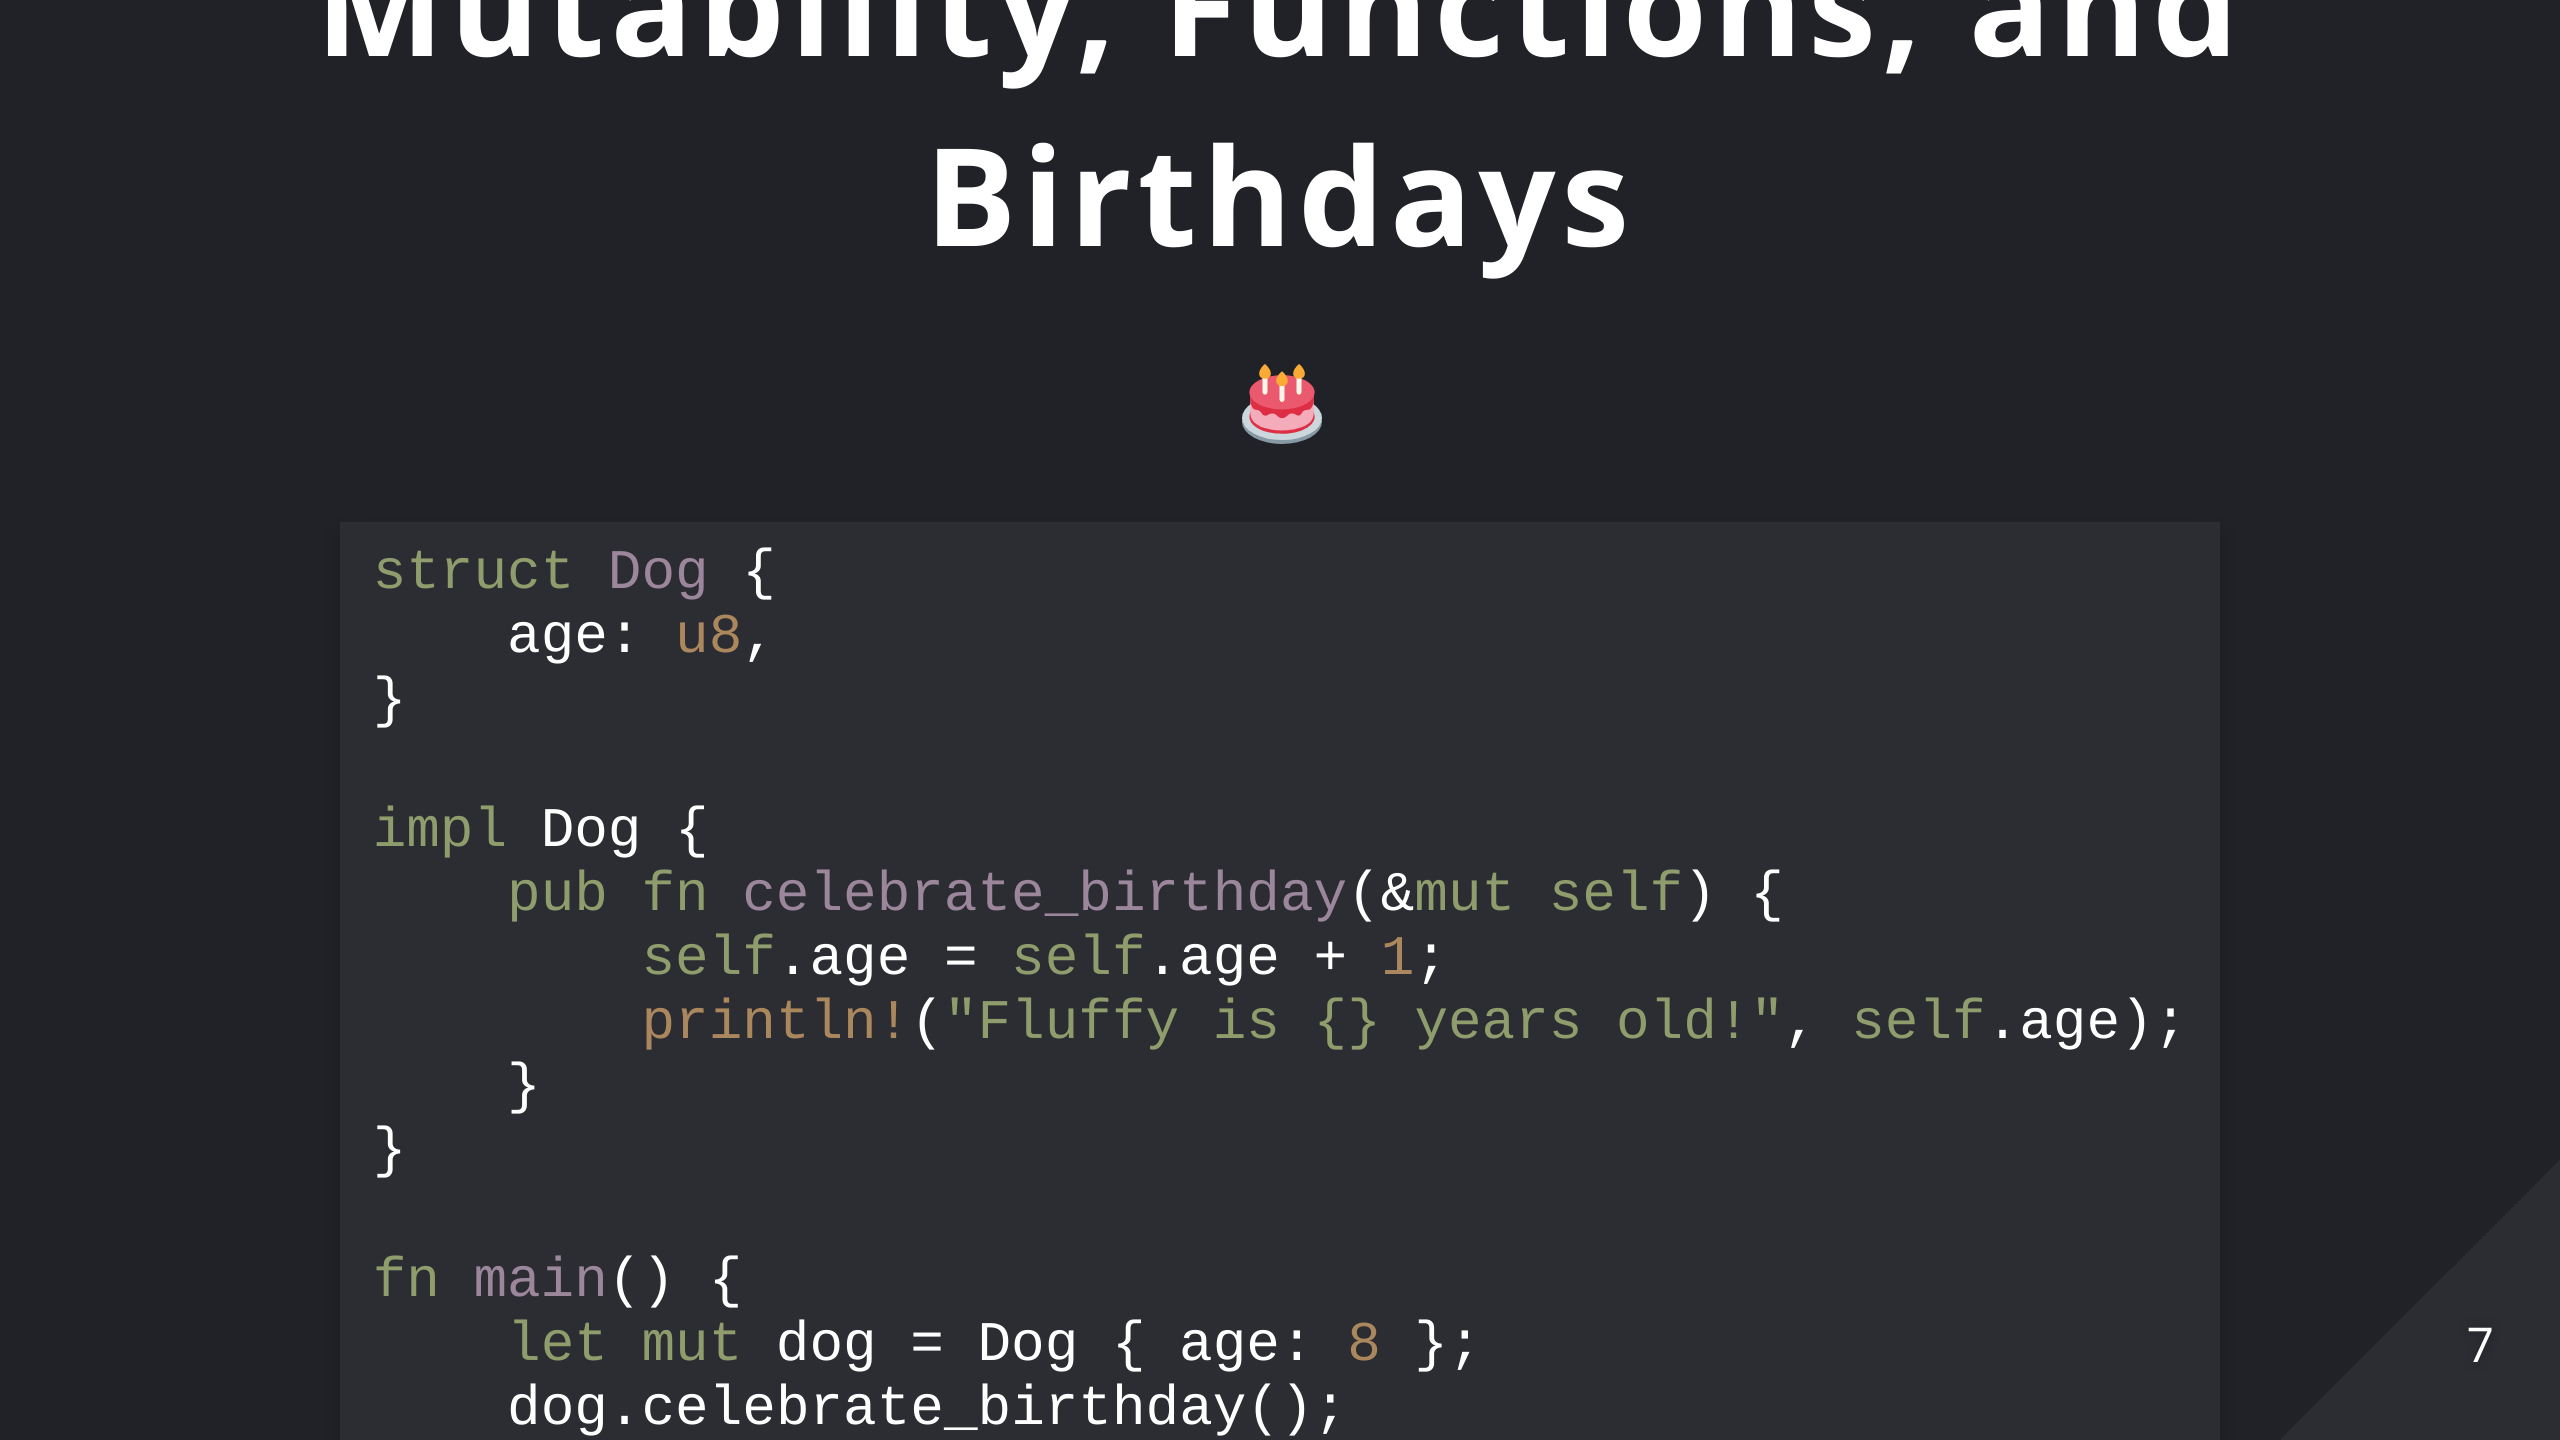 Mutability, Functions, and
Birthdays
🎂
struct Dog {
    age: u8,
}

impl Dog {
    pub fn celebrate_birthday(&mut self) {
        self.age = self.age + 1;
        println!("Fluffy is {} years old!", self.age);
    }
}

fn main() {
    let mut dog = Dog { age: 8 };
    dog.celebrate_birthday();
7